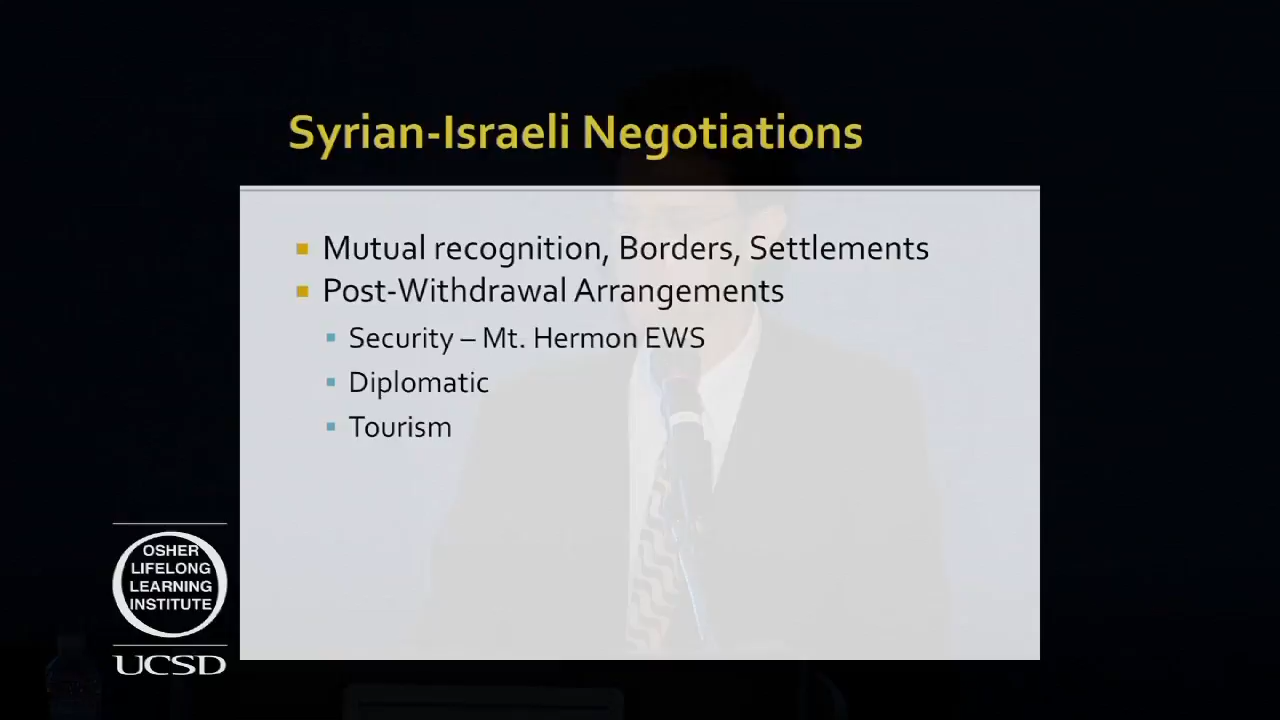 Syrian-Israeli Negotiations
Mutual recognition, Borders, Settlements
Post-Withdrawal Arrangements
Security – Mt. Hermon EWS
Diplomatic
Tourism
OSHER
LIFELONG
LEARNING
INSTITUTE
UCSD